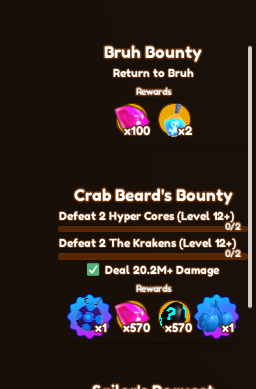 Bruh Bounty
Return to Bruh
Rewards
x100
x2
Crab Beard's Bounty
Defeat 2 Hyper Cores (Level 12+)
0/2
Defeat 2 The Krakens (Level 12+)
0/2
Deal 20.2M+ Damage
Rewards
x1
x570
?
x570
x1